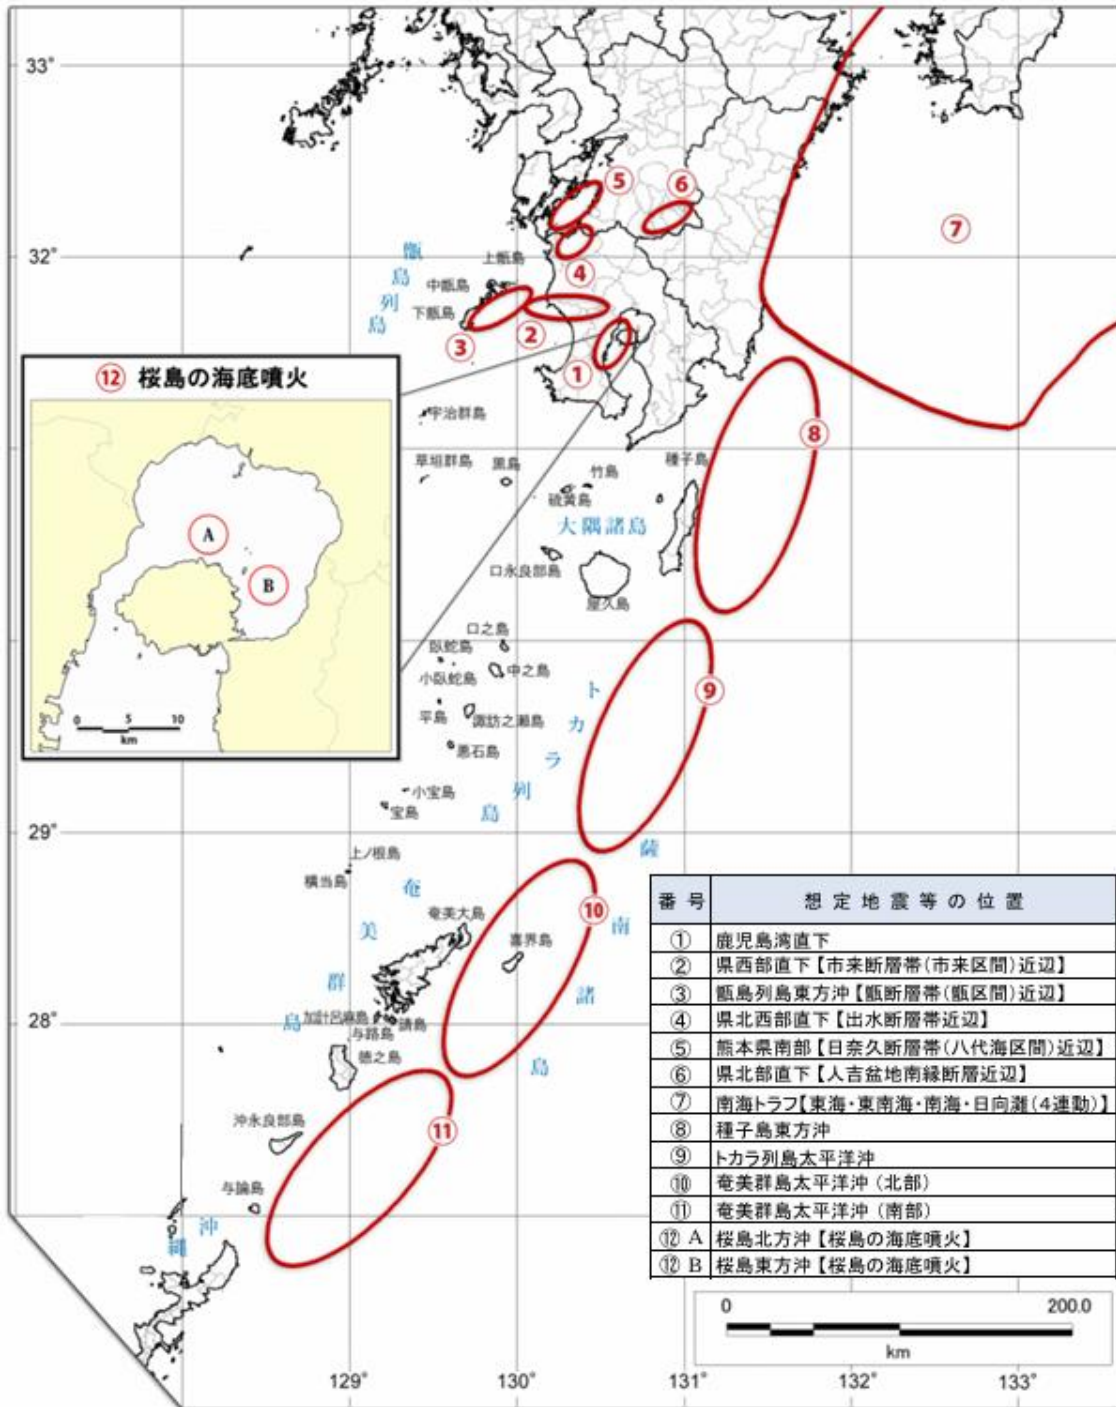 33°
⑤
⑥
⑦
32°
甑島列島
上甑島
中甑島
下甑島
④
②
③
①
⑫ 桜島の海底噴火
A
B
0 5 10
km
宇治群島
⑧
草垣群島
黒島
竹島
種子島
硫黄島
大隅諸島
口永良部島
屋久島
口之島
臥蛇島
中之島
小臥蛇島
⑨
平島
諏訪之瀬島
トカラ列島
悪石島
小宝島
宝島
29°
薩南諸島
上ノ根島
横当島
奄美群島
奄美大島
⑩
喜界島
加計呂麻島
請島
与路島
28°
徳之島
沖永良部島
⑪
与論島
沖縄
番号 想定地震等の位置
① 鹿児島湾直下
② 県西部直下【市来断層帯(市来区間)近辺】
③ 甑島列島東方沖【甑断層帯(甑区間)近辺】
④ 県北西部直下【出水断層帯近辺】
⑤ 熊本県南部【日奈久断層帯(八代海区間)近辺】
⑥ 県北部直下【人吉盆地南縁断層近辺】
⑦ 南海トラフ【東海・東南海・南海・日向灘(4連動)】
⑧ 種子島東方沖
⑨ トカラ列島太平洋沖
⑩ 奄美群島太平洋沖(北部)
⑪ 奄美群島太平洋沖(南部)
⑫ A 桜島北方沖【桜島の海底噴火】
⑫ B 桜島東方沖【桜島の海底噴火】
0 200.0
km
129° 130° 131° 132° 133°